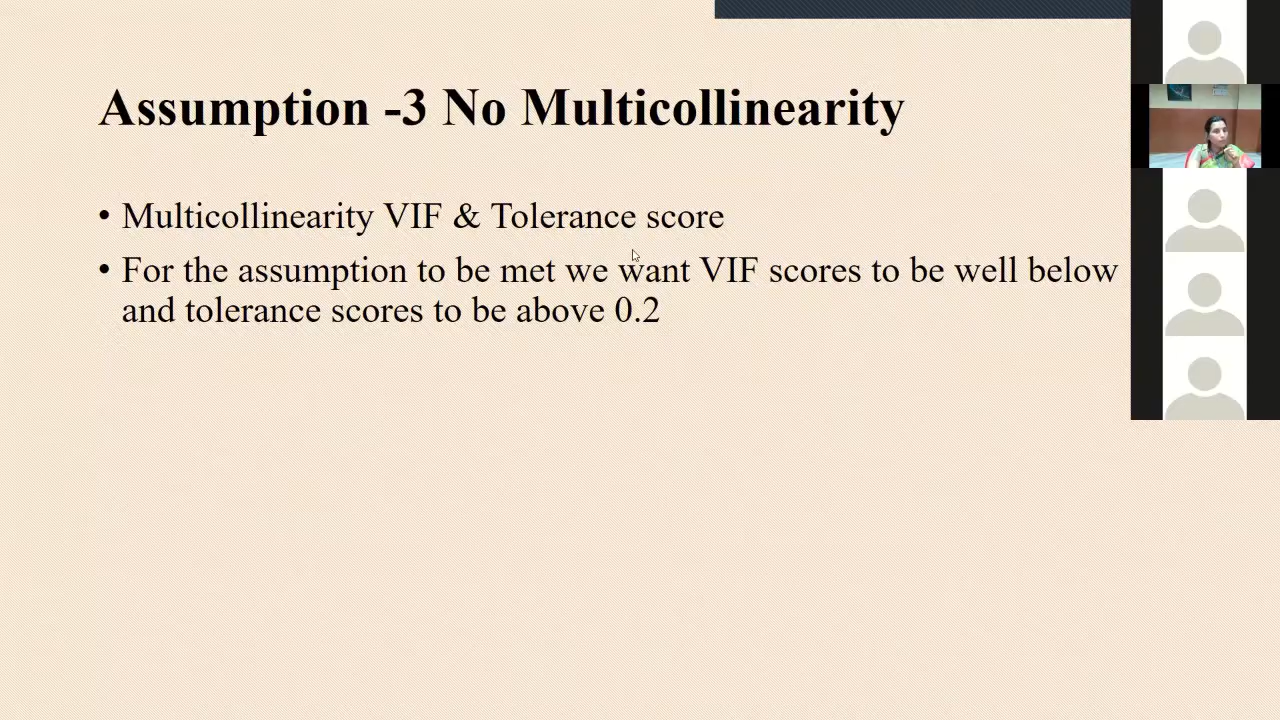 Assumption -3 No Multicollinearity
• Multicollinearity VIF & Tolerance score
• For the assumption to be met we want VIF scores to be well below
and tolerance scores to be above 0.2